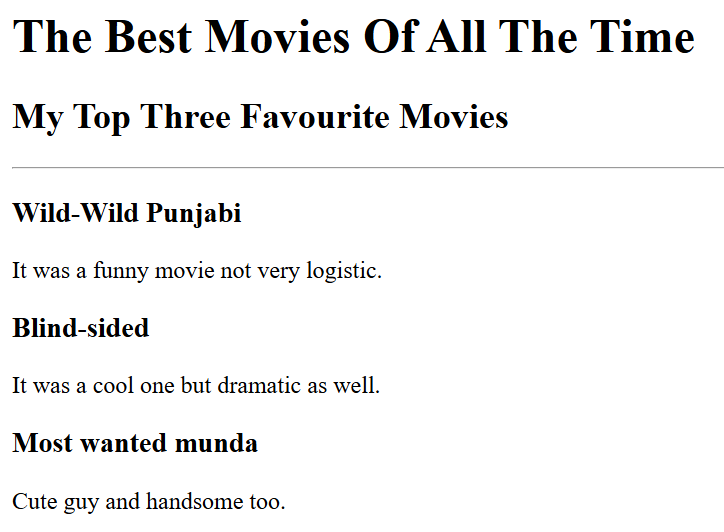 The Best Movies Of All The Time
My Top Three Favourite Movies
Wild-Wild Punjabi
It was a funny movie not very logistic.
Blind-sided
It was a cool one but dramatic as well.
Most wanted munda
Cute guy and handsome too.